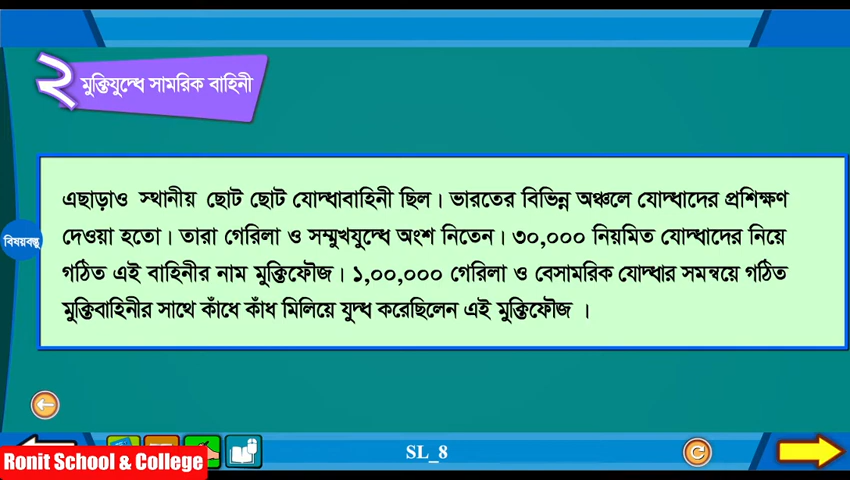 ২ মুক্তিযুদ্ধে সামরিক বাহিনী
এছাড়াও স্থানীয় ছোট ছোট যোদ্ধাবাহিনী ছিল। ভারতের বিভিন্ন অঞ্চলে যোদ্ধাদের প্রশিক্ষণ
দেওয়া হতো। তারা গেরিলা ও সম্মুখযুদ্ধে অংশ নিতেন। ৩০,০০০ নিয়মিত যোদ্ধাদের নিয়ে
গঠিত এই বাহিনীর নাম মুক্তিফৌজ। ১,০০,০০০ গেরিলা ও বেসামরিক যোদ্ধার সমন্বয়ে গঠিত
মুক্তিবাহিনীর সাথে কাঁধে কাঁধ মিলিয়ে যুদ্ধ করেছিলেন এই মুক্তিফৌজ ।
বিষয়বস্তু
SL_8
Ronit School & College